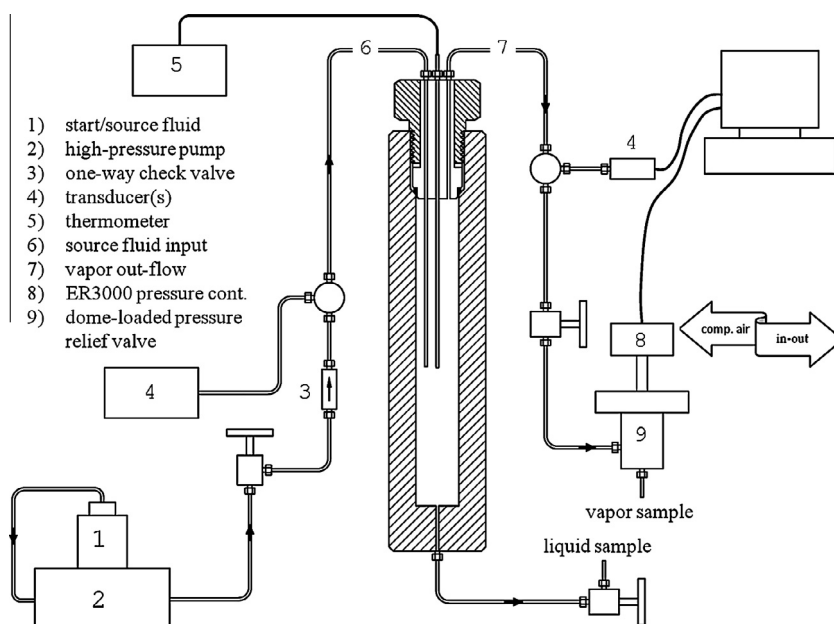 5
6
7
1) start/source fluid
2) high-pressure pump
3) one-way check valve
4) transducer(s)
5) thermometer
6) source fluid input
7) vapor out-flow
8) ER3000 pressure cont.
9) dome-loaded pressure
relief valve
4
8
comp. air
in-out
4
3
9
vapor sample
1
liquid sample
2